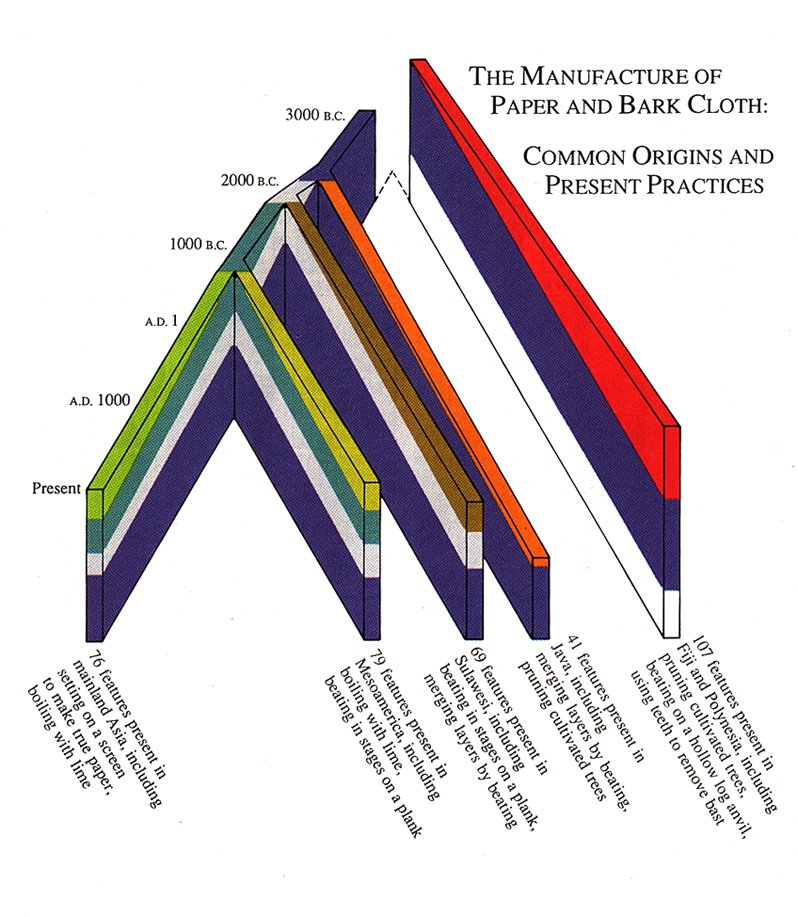 THE MANUFACTURE OF
PAPER AND BARK CLOTH:
COMMON ORIGINS AND
PRESENT PRACTICES
3000 B.C.
2000 B.C.
1000 B.C.
A.D. 1
A.D. 1000
Present
76 features present in
mainland Asia, including
setting on a screen
to make true paper,
boiling with lime
79 features present in
Mesoamerica, including
boiling with lime,
beating in stages on a plank
69 features present in
Sulawesi, including
beating in stages on a plank,
merging layers by beating
41 features present in
Java, including
merging layers by beating,
pruning cultivated trees
107 features present in
Fiji and Polynesia, including
pruning cultivated trees,
beating on a hollow log anvil,
using teeth to remove bast